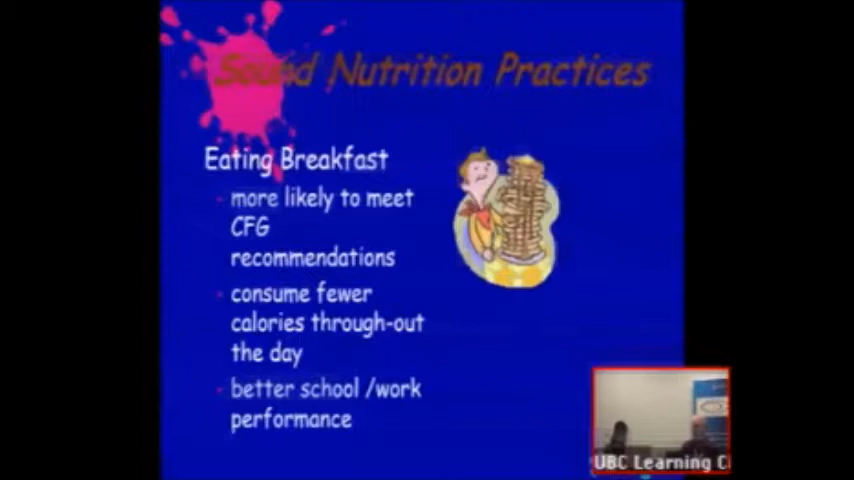 Sound Nutrition Practices
Eating Breakfast
- more likely to meet
CFG
recommendations
- consume fewer
calories through-out
the day
- better school /work
performance
UBC Learning